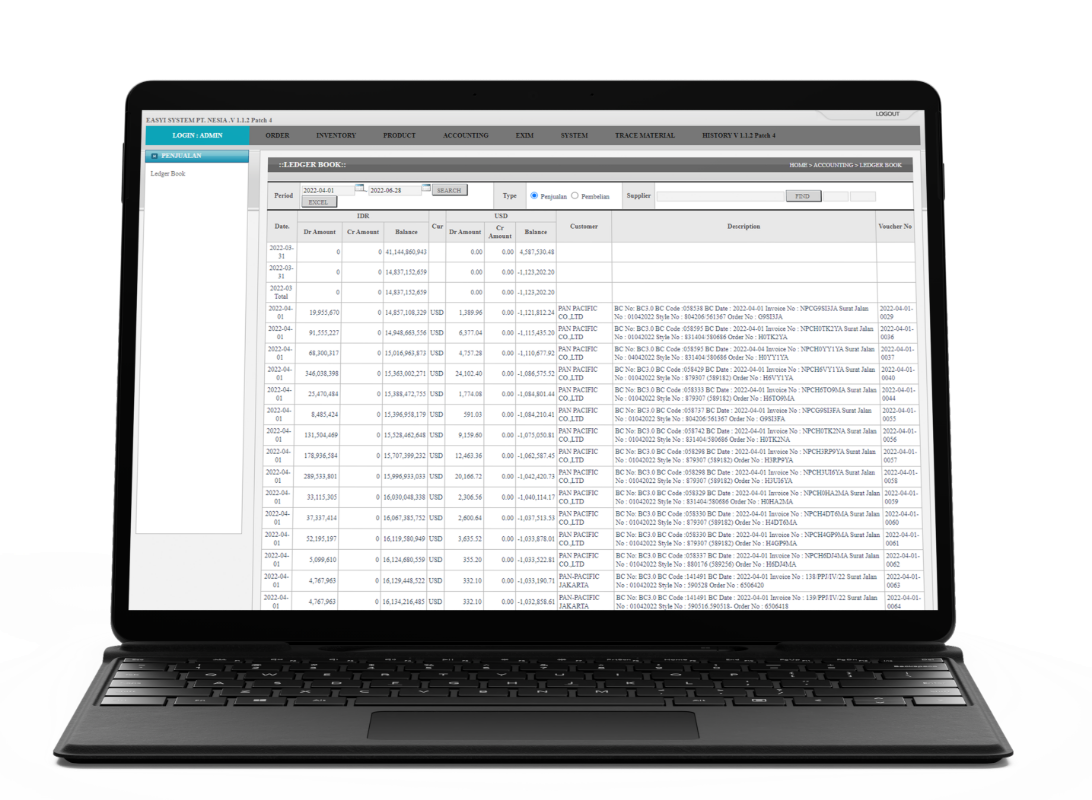 LOGOUT
EASYI SYSTEM PT. NESIA .V 1.1.2 Patch 4
LOGIN : ADMIN ORDER INVENTORY PRODUCT ACCOUNTING EXIM SYSTEM TRACE MATERIAL HISTORY V 1.1.2 Patch 4
PENJUALAN
Ledger Book
::LEDGER BOOK:: HOME > ACCOUNTING > LEDGER BOOK
Period 2022-04-01 - 2022-06-28 SEARCH Type Penjualan Pembelian Supplier FIND
EXCEL
Date. IDR Cur USD Customer Description Voucher No
Dr Amount Cr Amount Balance Dr Amount Cr Amount Balance
2022-03-31 0 0 41,144,860,943 0.00 0.00 4,587,530.48
2022-03-31 0 0 14,837,152,659 0.00 0.00 -1,123,202.20
2022-03 Total 0 0 14,837,152,659 0.00 0.00 -1,123,202.20
2022-04-01 19,955,670 0 14,857,108,329 USD 1,389.96 0.00 -1,121,812.24 PAN PACIFIC CO.,LTD BC No: BC3.0 BC Code :058538 BC Date : 2022-04-01 Invoice No : NPCG9SI3JA Surat Jalan No : 01042022 Style No : 804206/561367 Order No : G9SI3JA 2022-04-01-0029
2022-04-01 91,555,227 0 14,948,663,556 USD 6,377.04 0.00 -1,115,435.20 PAN PACIFIC CO.,LTD BC No: BC3.0 BC Code :058595 BC Date : 2022-04-01 Invoice No : NPCH0TK2YA Surat Jalan No : 01042022 Style No : 831404/580686 Order No : H0TK2YA 2022-04-01-0036
2022-04-01 68,300,317 0 15,016,963,873 USD 4,757.28 0.00 -1,110,677.92 PAN PACIFIC CO.,LTD BC No: BC3.0 BC Code :058595 BC Date : 2022-04-04 Invoice No : NPCH0YY1YA Surat Jalan No : 04042022 Style No : 831404/580686 Order No : H0YY1YA 2022-04-01-0037
2022-04-01 346,038,398 0 15,363,002,271 USD 24,102.40 0.00 -1,086,575.52 PAN PACIFIC CO.,LTD BC No: BC3.0 BC Code :058429 BC Date : 2022-04-01 Invoice No : NPCH6VY1YA Surat Jalan No : 01042022 Style No : 879307 (589182) Order No : H6VY1YA 2022-04-01-0040
2022-04-01 25,470,484 0 15,388,472,755 USD 1,774.08 0.00 -1,084,801.44 PAN PACIFIC CO.,LTD BC No: BC3.0 BC Code :058333 BC Date : 2022-04-01 Invoice No : NPCH6TO9MA Surat Jalan No : 01042022 Style No : 879307 (589182) Order No : H6TO9MA 2022-04-01-0044
2022-04-01 8,485,424 0 15,396,958,179 USD 591.03 0.00 -1,084,210.41 PAN PACIFIC CO.,LTD BC No: BC3.0 BC Code :058737 BC Date : 2022-04-01 Invoice No : NPCG9SI3FA Surat Jalan No : 01042022 Style No : 804206/561367 Order No : G9SI3FA 2022-04-01-0055
2022-04-01 131,504,469 0 15,528,462,648 USD 9,159.60 0.00 -1,075,050.81 PAN PACIFIC CO.,LTD BC No: BC3.0 BC Code :058742 BC Date : 2022-04-01 Invoice No : NPCH0TK2NA Surat Jalan No : 01042022 Style No : 831404/580686 Order No : H0TK2NA 2022-04-01-0056
2022-04-01 178,936,584 0 15,707,399,232 USD 12,463.36 0.00 -1,062,587.45 PAN PACIFIC CO.,LTD BC No: BC3.0 BC Code :058298 BC Date : 2022-04-01 Invoice No : NPCH3RP9YA Surat Jalan No : 01042022 Style No : 879307 (589182) Order No : H3RP9YA 2022-04-01-0057
2022-04-01 289,533,801 0 15,996,933,033 USD 20,166.72 0.00 -1,042,420.73 PAN PACIFIC CO.,LTD BC No: BC3.0 BC Code :058298 BC Date : 2022-04-01 Invoice No : NPCH3UI6YA Surat Jalan No : 01042022 Style No : 879307 (589182) Order No : H3UI6YA 2022-04-01-0058
2022-04-01 33,115,305 0 16,030,048,338 USD 2,306.56 0.00 -1,040,114.17 PAN PACIFIC CO.,LTD BC No: BC3.0 BC Code :058329 BC Date : 2022-04-01 Invoice No : NPCH0HA2MA Surat Jalan No : 01042022 Style No : 831404/580686 Order No : H0HA2MA 2022-04-01-0059
2022-04-01 37,337,414 0 16,067,385,752 USD 2,600.64 0.00 -1,037,513.53 PAN PACIFIC CO.,LTD BC No: BC3.0 BC Code :058330 BC Date : 2022-04-01 Invoice No : NPCH4DT6MA Surat Jalan No : 01042022 Style No : 879307 (589182) Order No : H4DT6MA 2022-04-01-0060
2022-04-01 52,195,197 0 16,119,580,949 USD 3,635.52 0.00 -1,033,878.01 PAN PACIFIC CO.,LTD BC No: BC3.0 BC Code :058330 BC Date : 2022-04-01 Invoice No : NPCH4GP9MA Surat Jalan No : 01042022 Style No : 879307 (589182) Order No : H4GP9MA 2022-04-01-0061
2022-04-01 5,099,610 0 16,124,680,559 USD 355.20 0.00 -1,033,522.81 PAN PACIFIC CO.,LTD BC No: BC3.0 BC Code :058337 BC Date : 2022-04-01 Invoice No : NPCH6DJ4MA Surat Jalan No : 01042022 Style No : 880176 (589256) Order No : H6DJ4MA 2022-04-01-0062
2022-04-01 4,767,963 0 16,129,448,522 USD 332.10 0.00 -1,033,190.71 PAN-PACIFIC JAKARTA BC No: BC3.0 BC Code :141491 BC Date : 2022-04-01 Invoice No : 138/PPJ/IV/22 Surat Jalan No : 01042022 Style No : 590528 Order No : 6506420 2022-04-01-0063
2022-04-01 4,767,963 0 16,134,216,485 USD 332.10 0.00 -1,032,858.61 PAN-PACIFIC JAKARTA BC No: BC3.0 BC Code :141491 BC Date : 2022-04-01 Invoice No : 139/PPJ/IV/22 Surat Jalan No : 01042022 Style No : 590516,590518- Order No : 6506418 2022-04-01-0064